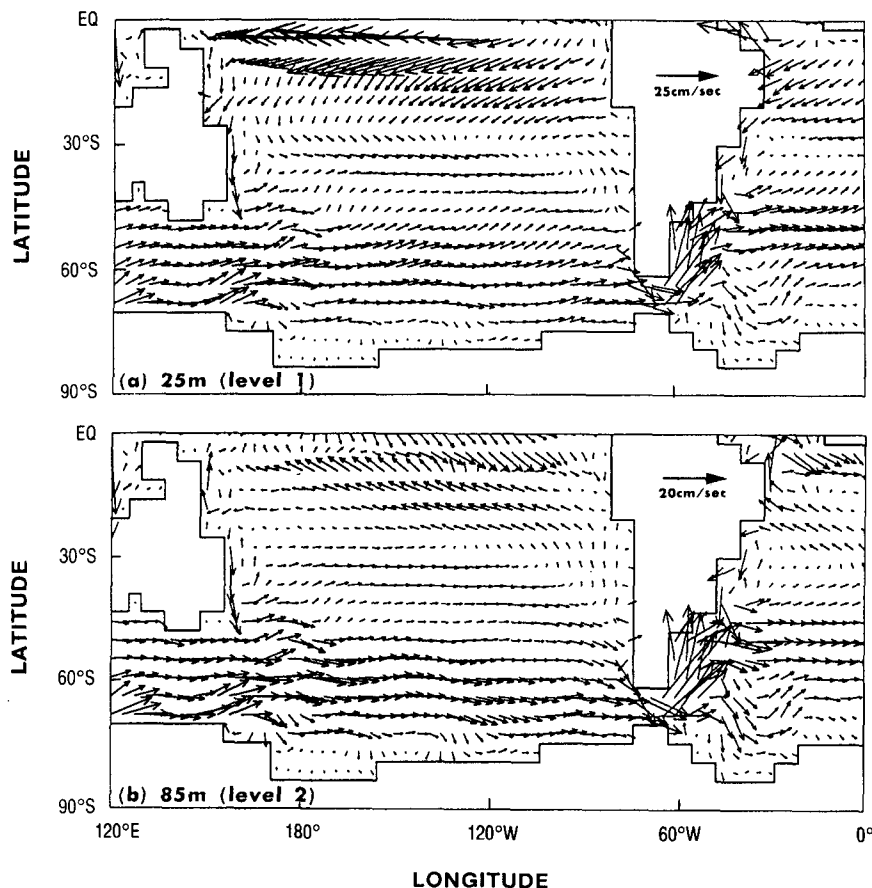 EQ
30°S
60°S
90°S
LATITUDE
25cm/sec
(a) 25m (level 1)
EQ
30°S
60°S
90°S
LATITUDE
20cm/sec
(b) 85m (level 2)
120°E
180°
120°W
60°W
0°
LONGITUDE